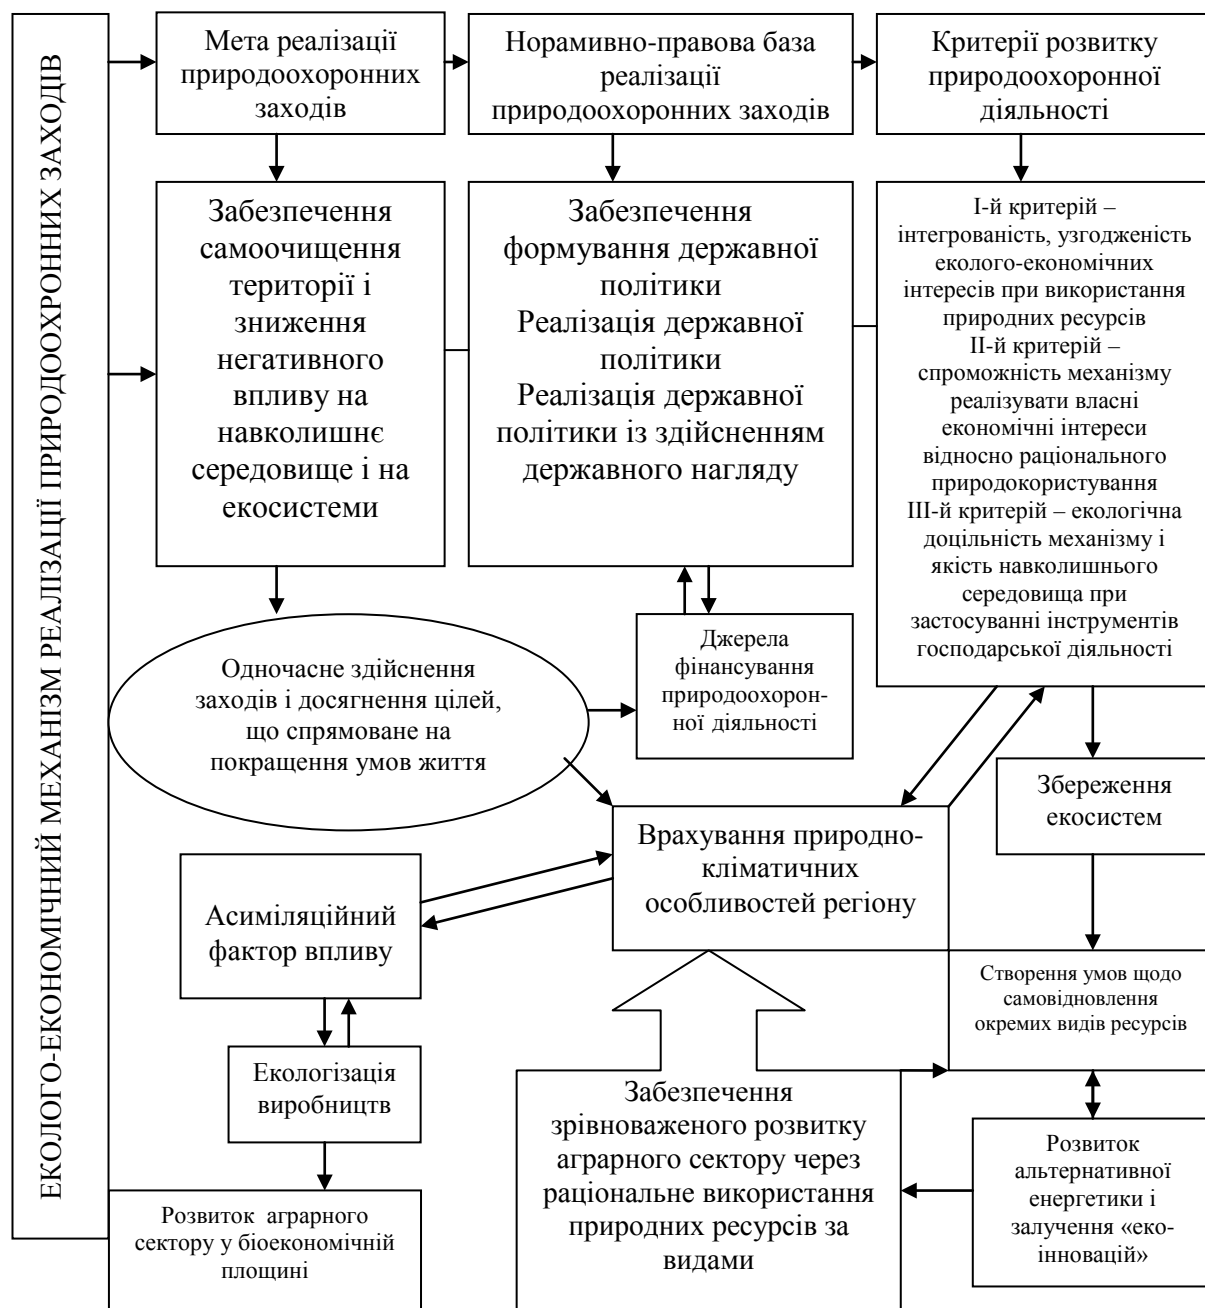 ЕКОЛОГО-ЕКОНОМІЧНИЙ МЕХАНІЗМ РЕАЛІЗАЦІЇ ПРИРОДООХРОННИХ ЗАХОДІВ
Мета реалізації
природоохоронних
заходів
Норамивно-правова база
реалізації
природоохоронних заходів
Критерії розвитку
природоохоронної
діяльності
Забезпечення
самоочищення
території і
зниження
негативного
впливу на
навколишнє
середовище і на
екосистеми
Забезпечення
формування державної
політики
Реалізація державної
політики
Реалізація державної
політики із здійсненням
державного нагляду
І-й критерій –
інтегрованість, узгодженість
еколого-економічних
інтересів при використання
природних ресурсів
ІІ-й критерій –
спроможність механізму
реалізувати власні
економічні інтереси
відносно раціонального
природокористування
ІІІ-й критерій – екологічна
доцільність механізму і
якість навколишнього
середовища при
застосуванні інструментів
господарської діяльності
Одночасне здійснення
заходів і досягнення цілей,
що спрямоване на
покращення умов життя
Джерела
фінансування
природоохорон-
ної діяльності
Збереження
екосистем
Врахування природно-
кліматичних
особливостей регіону
Асиміляційний
фактор впливу
Створення умов щодо
самовідновлення
окремих видів ресурсів
Екологізація
виробництв
Забезпечення
зрівноваженого розвитку
аграрного сектору через
раціональне використання
природних ресурсів за
видами
Розвиток
альтернативної
енергетики і
залучення «еко-
інновацій»
Розвиток аграрного
сектору у біоекономічній
площині